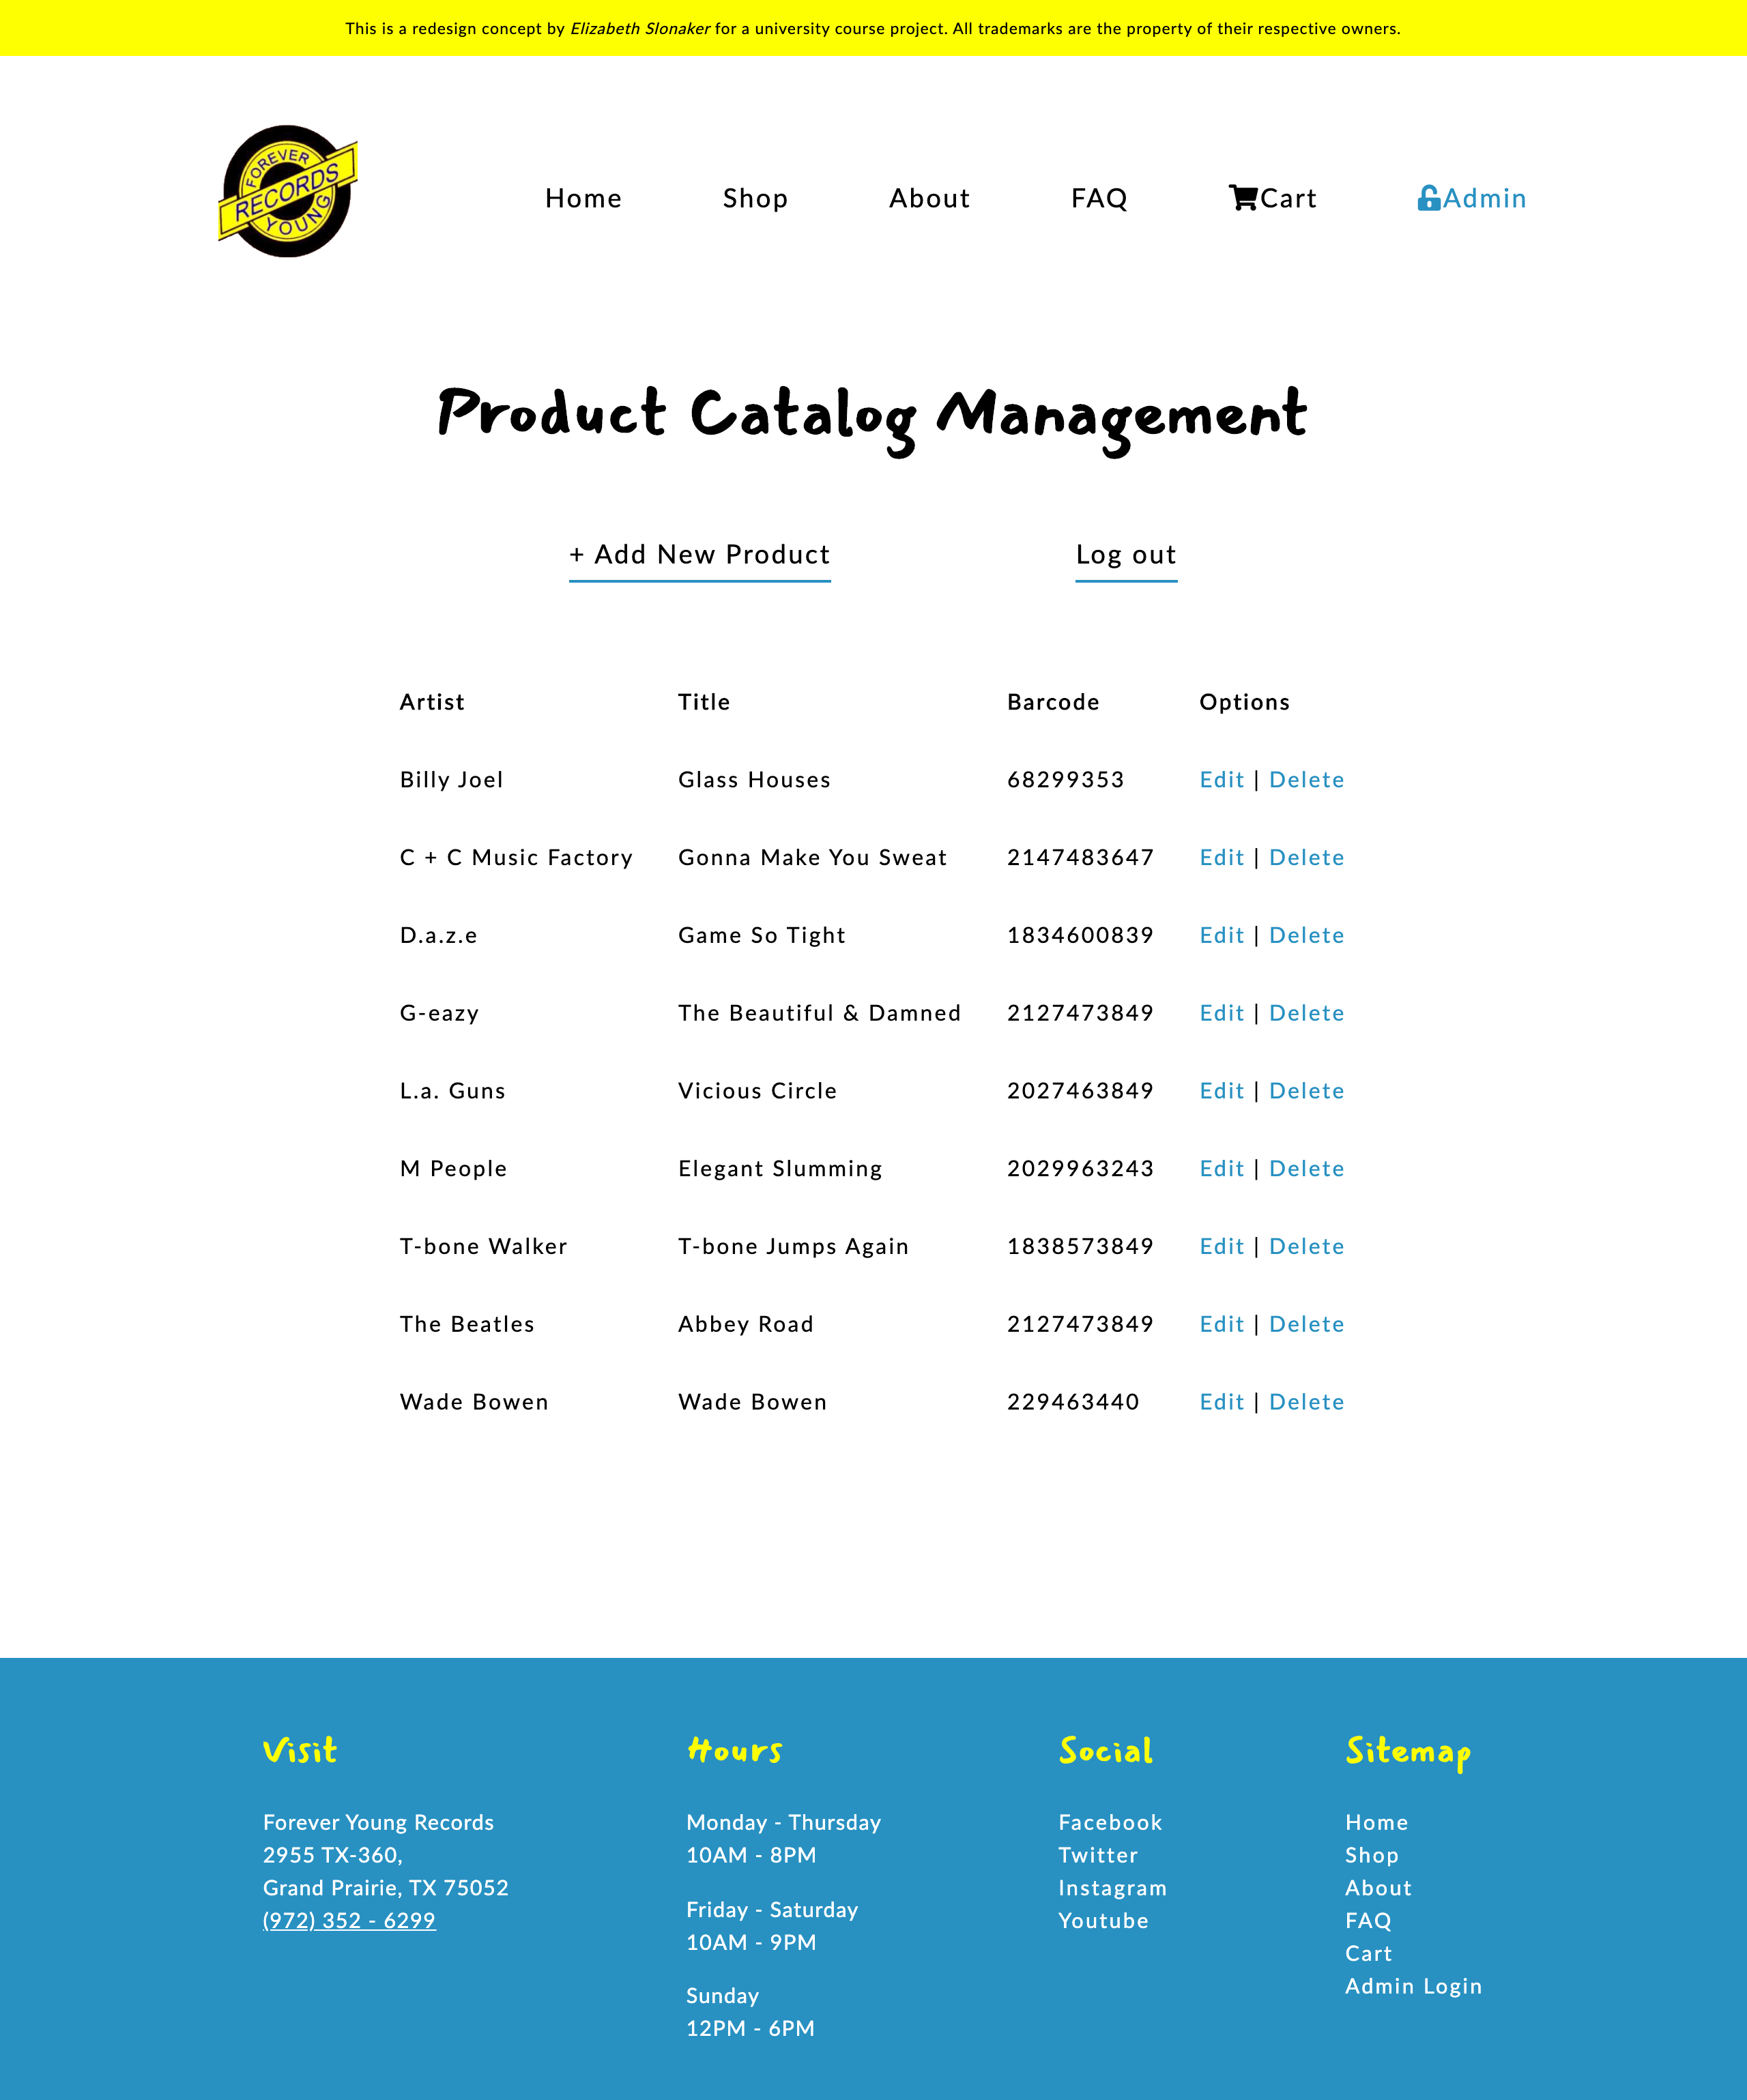 This is a redesign concept by Elizabeth Slonaker for a university course project. All trademarks are the property of their respective owners.
FOREVER
RECORDS
YOUNG
Home Shop About FAQ Cart Admin
Product Catalog Management
+ Add New Product Log out
Artist Title Barcode Options
Billy Joel Glass Houses 68299353 Edit | Delete
C + C Music Factory Gonna Make You Sweat 2147483647 Edit | Delete
D.a.z.e Game So Tight 1834600839 Edit | Delete
G-eazy The Beautiful & Damned 2127473849 Edit | Delete
L.a. Guns Vicious Circle 2027463849 Edit | Delete
M People Elegant Slumming 2029963243 Edit | Delete
T-bone Walker T-bone Jumps Again 1838573849 Edit | Delete
The Beatles Abbey Road 2127473849 Edit | Delete
Wade Bowen Wade Bowen 229463440 Edit | Delete
Visit
Forever Young Records
2955 TX-360,
Grand Prairie, TX 75052
(972) 352 - 6299
Hours
Monday - Thursday
10AM - 8PM
Friday - Saturday
10AM - 9PM
Sunday
12PM - 6PM
Social
Facebook
Twitter
Instagram
Youtube
Sitemap
Home
Shop
About
FAQ
Cart
Admin Login